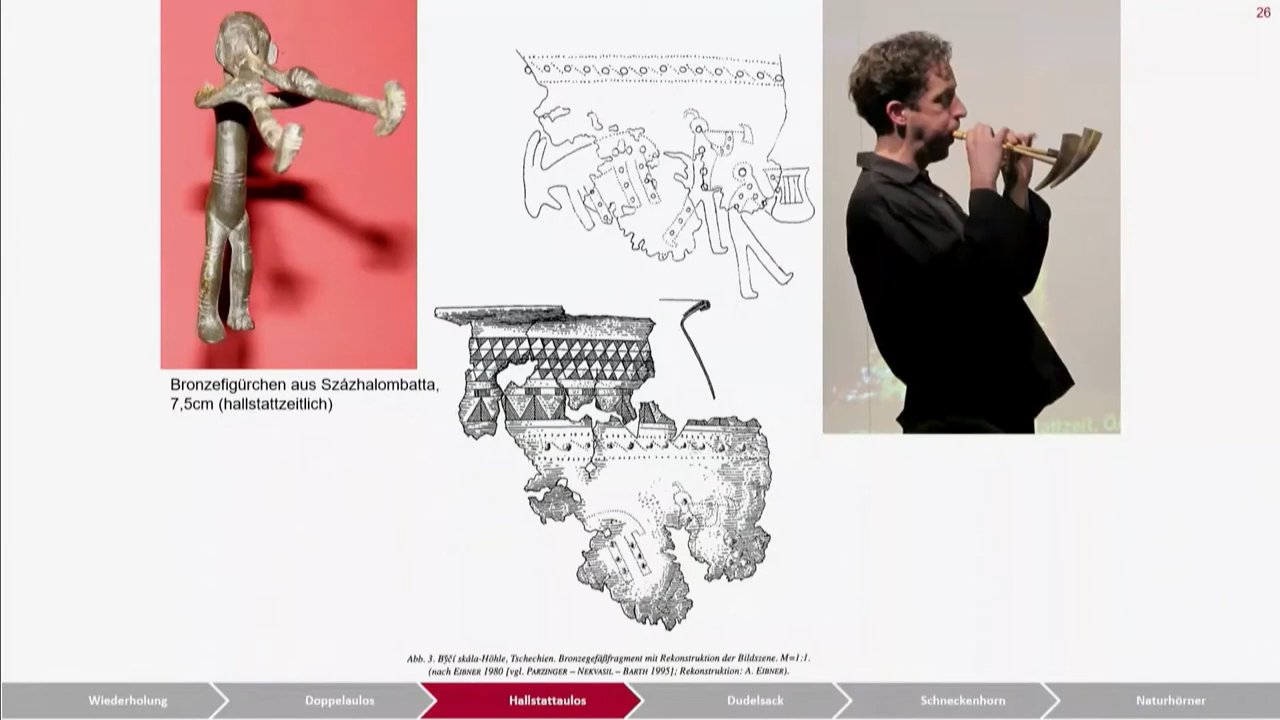 26
Bronzefigürchen aus Százhalombatta,
7,5cm (hallstattzeitlich)
attzeit, Ö
Abb. 3. Býčí skála-Höhle, Tschechien. Bronzegefäßfragment mit Rekonstruktion der Bildszene. M=1:1.
(nach EIBNER 1980 [vgl. PARZINGER – NEKVASIL – BARTH 1995]; Rekonstruktion: A. EIBNER).
Wiederholung
Doppelaulos
Hallstattaulos
Dudelsack
Schneckenhorn
Naturhörner